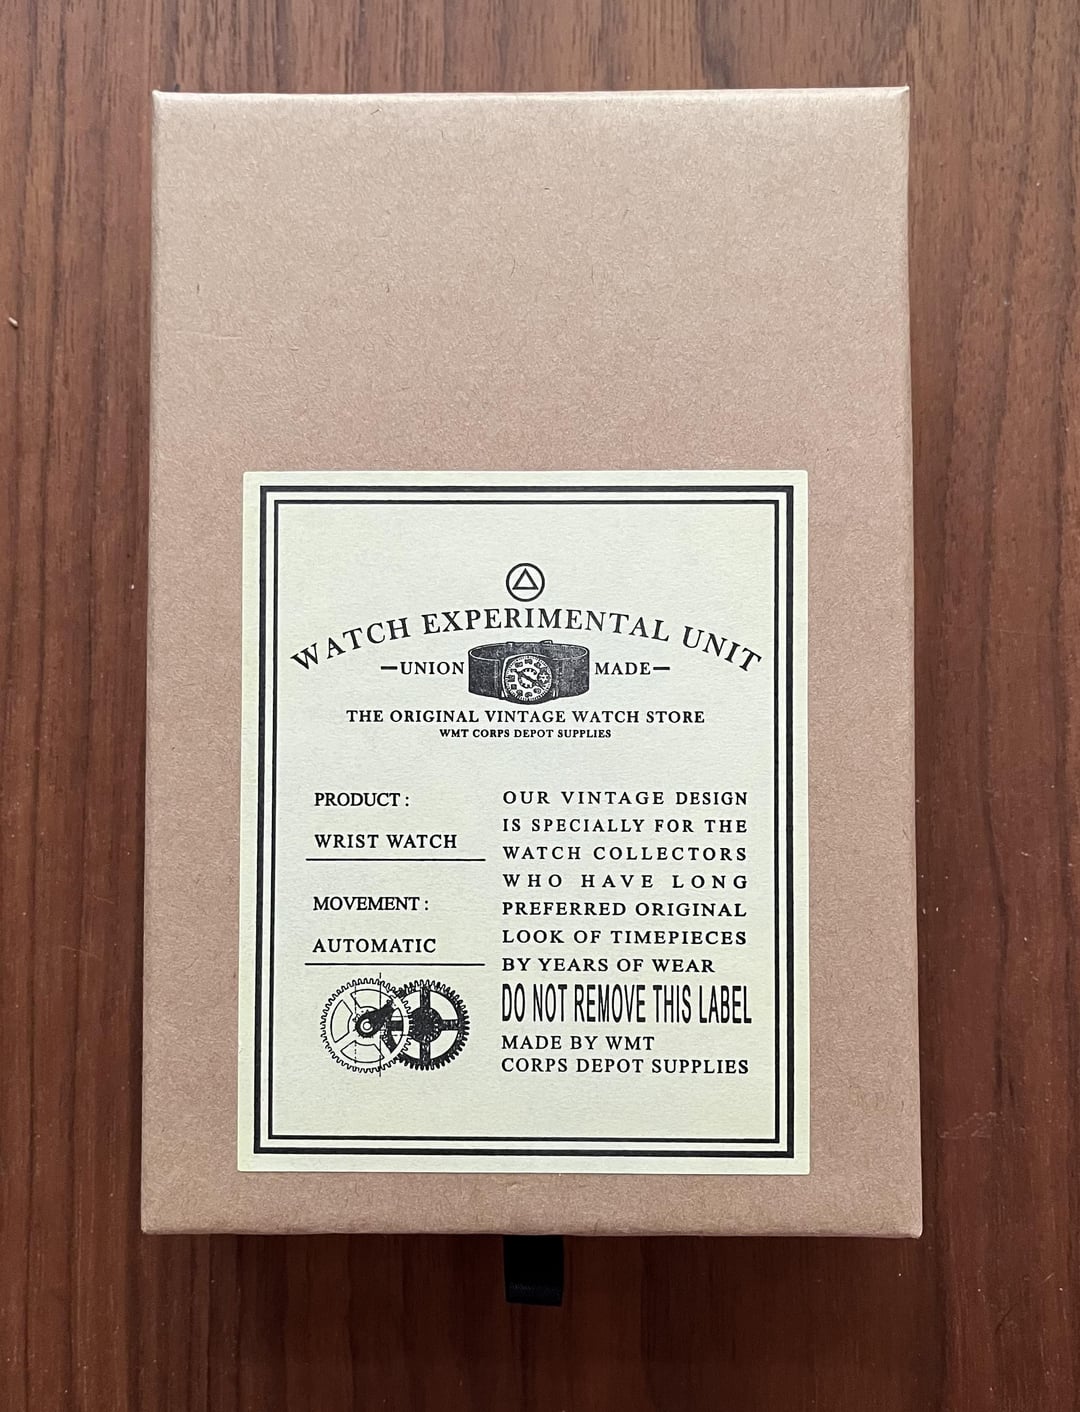 WATCH EXPERIMENTAL UNIT
UNION MADE
THE ORIGINAL VINTAGE WATCH STORE
WMT CORPS DEPOT SUPPLIES
PRODUCT :
WRIST WATCH
MOVEMENT :
AUTOMATIC
OUR VINTAGE DESIGN
IS SPECIALLY FOR THE
WATCH COLLECTORS
WHO HAVE LONG
PREFERRED ORIGINAL
LOOK OF TIMEPIECES
BY YEARS OF WEAR
DO NOT REMOVE THIS LABEL
MADE BY WMT
CORPS DEPOT SUPPLIES